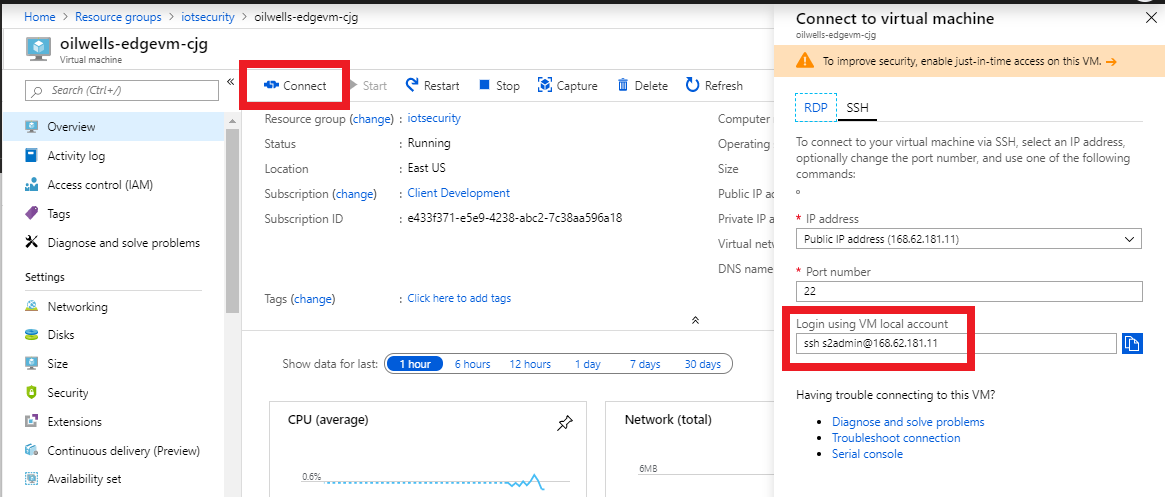 Home > Resource groups > iotsecurity > oilwells-edgevm-cjg
oilwells-edgevm-cjg
Virtual machine
Search (Ctrl+/)
«
Overview
Activity log
Access control (IAM)
Tags
Diagnose and solve problems
Settings
Networking
Disks
Size
Security
Extensions
Continuous delivery (Preview)
Availability set
Connect Start Restart Stop Capture Delete Refresh
Resource group (change) : iotsecurity
Status : Running
Location : East US
Subscription (change) : Client Development
Subscription ID : e433f371-e5e9-4238-abc2-7c38aa596a18
Computer
Operating
Size
Public IP
Private IP
Virtual
DNS name
Tags (change) : Click here to add tags
Show data for last: 1 hour 6 hours 12 hours 1 day 7 days 30 days
CPU (average)
0.6%
Network (total)
6MB
Connect to virtual machine
oilwells-edgevm-cjg
To improve security, enable just-in-time access on this VM. →
RDP SSH
To connect to your virtual machine via SSH, select an IP address,
optionally change the port number, and use one of the following
commands:
* IP address
Public IP address (168.62.181.11)
* Port number
22
Login using VM local account
ssh s2admin@168.62.181.11
Having trouble connecting to this VM?
• Diagnose and solve problems
• Troubleshoot connection
• Serial console